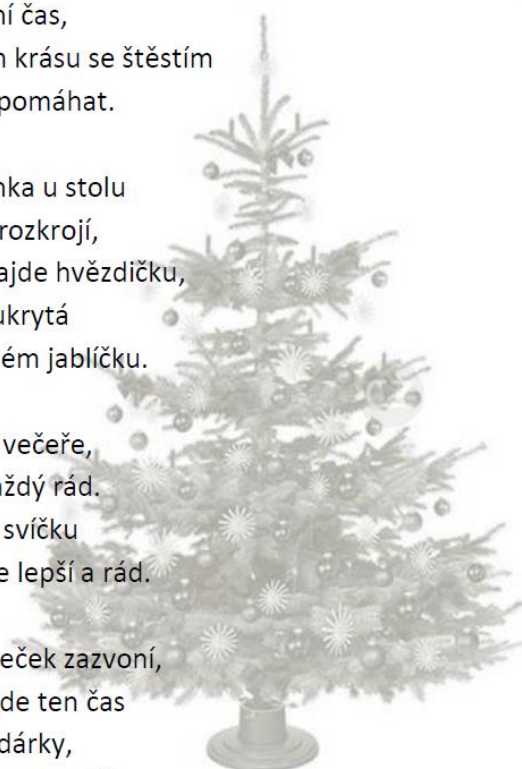 ní čas,
krásu se štěstím
pomáhat.
nka u stolu
rozkrojí,
ajde hvězdičku,
ukrytá
ém jablíčku.
večeře,
aždý rád.
svíčku
e lepší a rád.
eček zazvoní,
de ten čas
dárky,